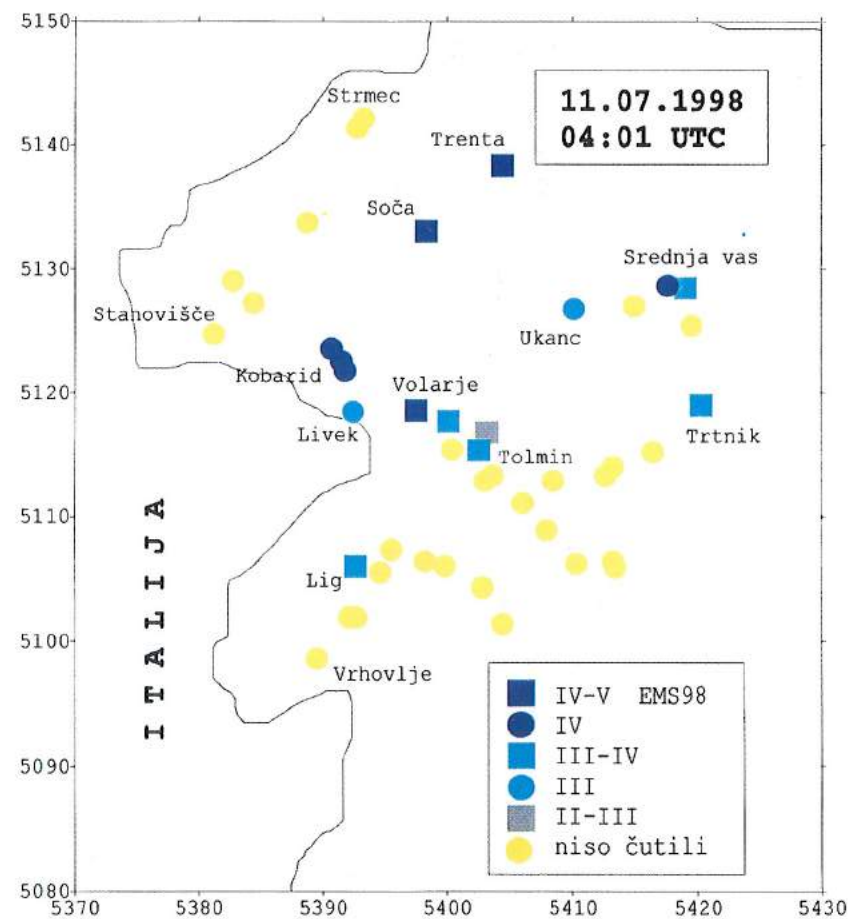 5150
11.07.1998
04:01 UTC
Strmec
5140
Trenta
Soča
5130
Srednja vas
Stanovišče
Ukanc
5120
Kobarid
Volarje
Livek
Tolmin
Trtnik
5110
ITALIJA
Lig
5100
Vrhovlje
IV-V EMS98
IV
III-IV
5090
III
II-III
niso čutili
5080
5370 5380 5390 5400 5410 5420 5430